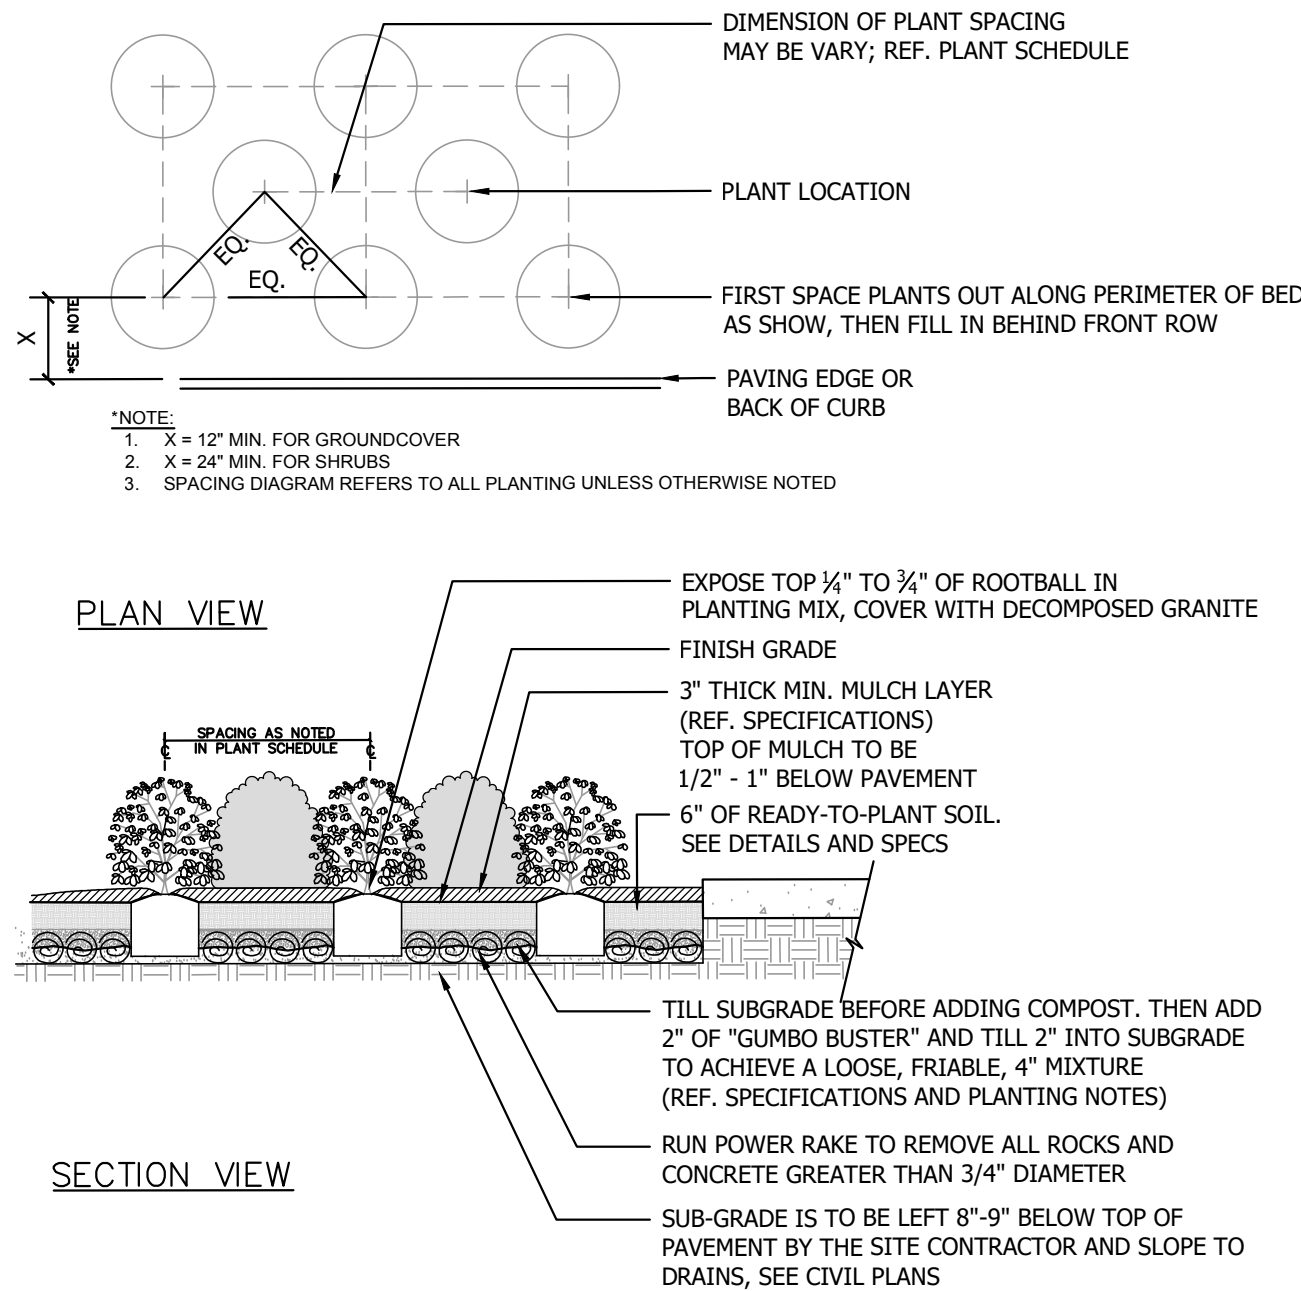 DIMENSION OF PLANT SPACING
MAY BE VARY; REF. PLANT SCHEDULE
PLANT LOCATION
EQ.
EQ.
EQ.
FIRST SPACE PLANTS OUT ALONG PERIMETER OF BED
AS SHOW, THEN FILL IN BEHIND FRONT ROW
X
*SEE NOTE
PAVING EDGE OR
BACK OF CURB
*NOTE:
1. X = 12" MIN. FOR GROUNDCOVER
2. X = 24" MIN. FOR SHRUBS
3. SPACING DIAGRAM REFERS TO ALL PLANTING UNLESS OTHERWISE NOTED
PLAN VIEW
EXPOSE TOP ¼" TO ¾" OF ROOTBALL IN
PLANTING MIX, COVER WITH DECOMPOSED GRANITE
FINISH GRADE
3" THICK MIN. MULCH LAYER
(REF. SPECIFICATIONS)
TOP OF MULCH TO BE
1/2" - 1" BELOW PAVEMENT
SPACING AS NOTED
IN PLANT SCHEDULE
℄
℄
6" OF READY-TO-PLANT SOIL.
SEE DETAILS AND SPECS
TILL SUBGRADE BEFORE ADDING COMPOST. THEN ADD
2" OF "GUMBO BUSTER" AND TILL 2" INTO SUBGRADE
TO ACHIEVE A LOOSE, FRIABLE, 4" MIXTURE
(REF. SPECIFICATIONS AND PLANTING NOTES)
RUN POWER RAKE TO REMOVE ALL ROCKS AND
CONCRETE GREATER THAN 3/4" DIAMETER
SECTION VIEW
SUB-GRADE IS TO BE LEFT 8"-9" BELOW TOP OF
PAVEMENT BY THE SITE CONTRACTOR AND SLOPE TO
DRAINS, SEE CIVIL PLANS